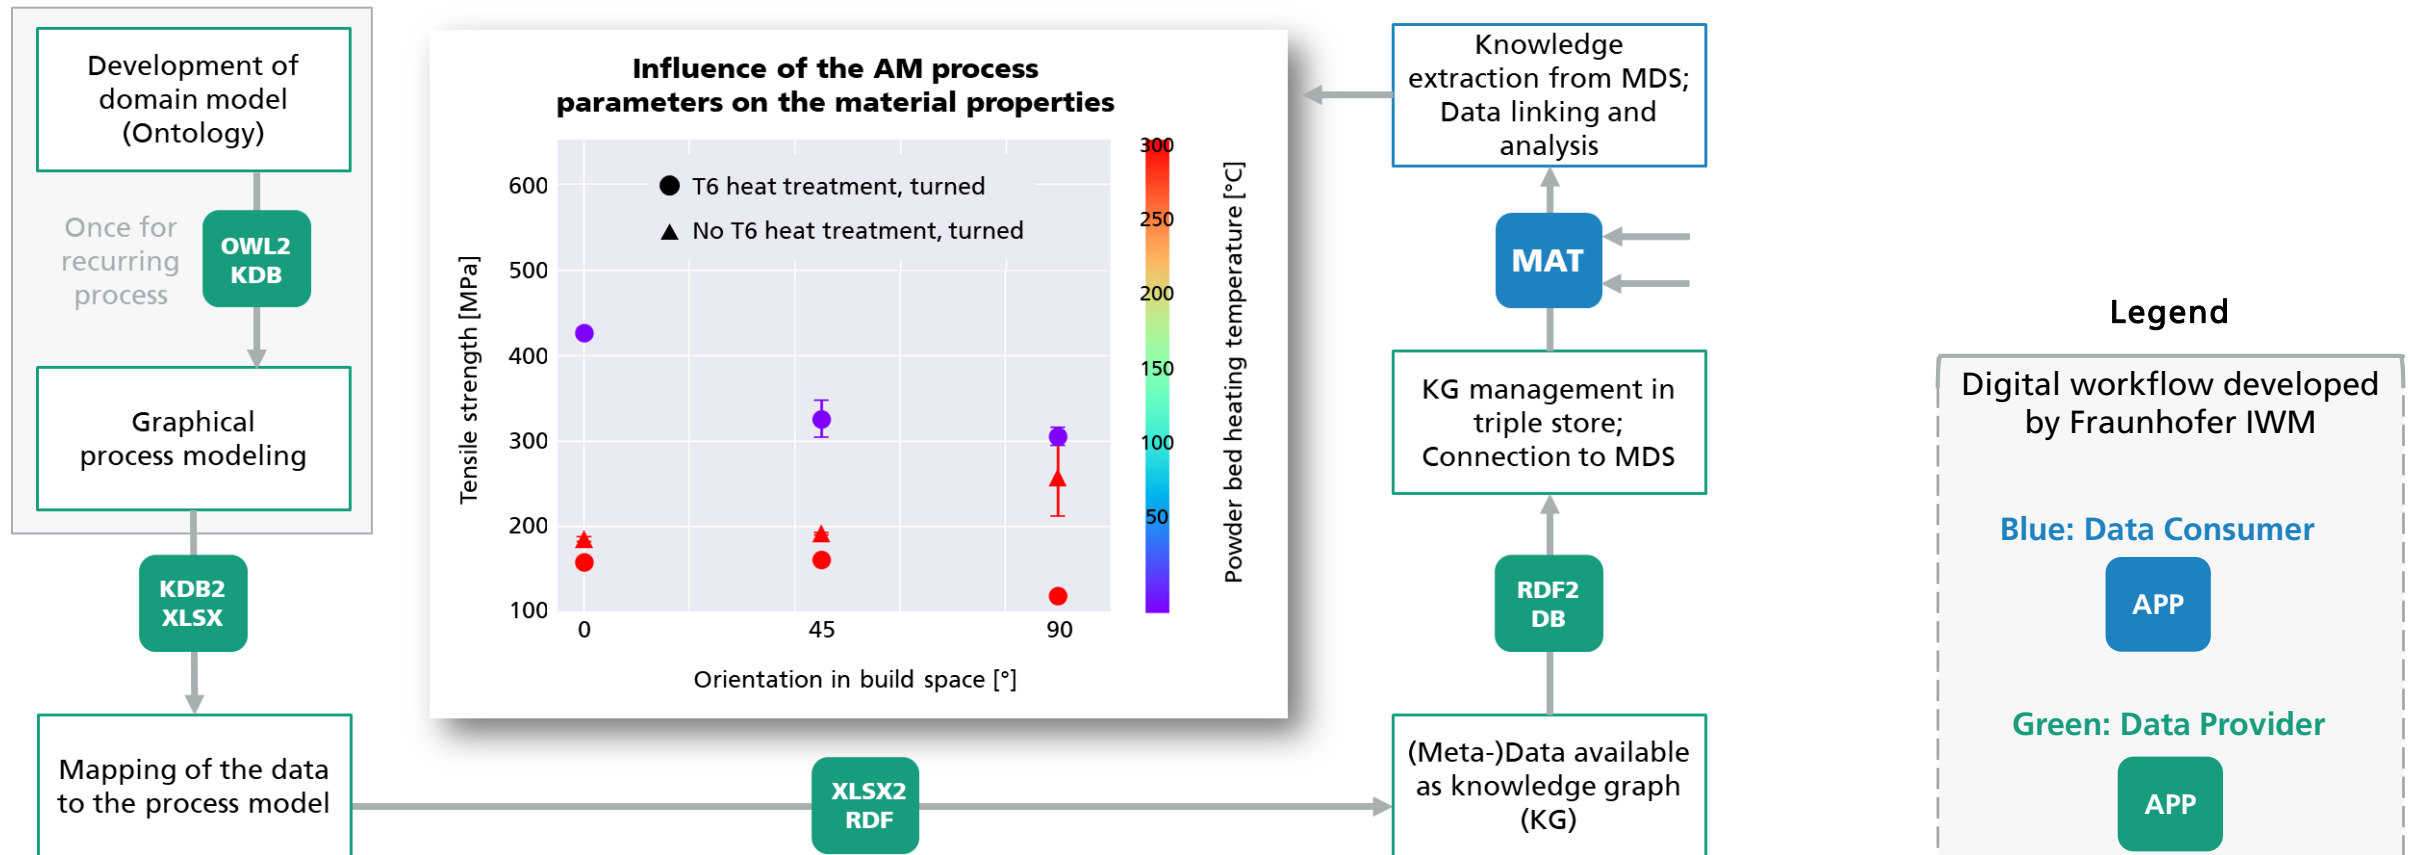 Development of
domain model
(Ontology)
Once for
recurring
process
OWL2
KDB
Graphical
process modeling
KDB2
XLSX
Mapping of the data
to the process model
XLSX2
RDF
Influence of the AM process
parameters on the material properties
T6 heat treatment, turned
No T6 heat treatment, turned
Tensile strength [MPa]
600
500
400
300
200
100
0 45 90
Orientation in build space [°]
300
250
200
150
100
50
Powder bed heating temperature [°C]
Knowledge
extraction from MDS;
Data linking and
analysis
MAT
KG management in
triple store;
Connection to MDS
RDF2
DB
(Meta-)Data available
as knowledge graph
(KG)
Legend
Digital workflow developed
by Fraunhofer IWM
Blue: Data Consumer
APP
Green: Data Provider
APP